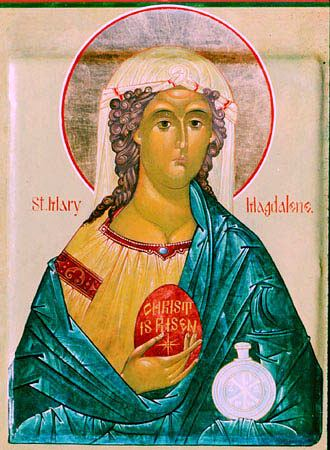 St. Mary Magdalene.
CHRIST
IS RISEN